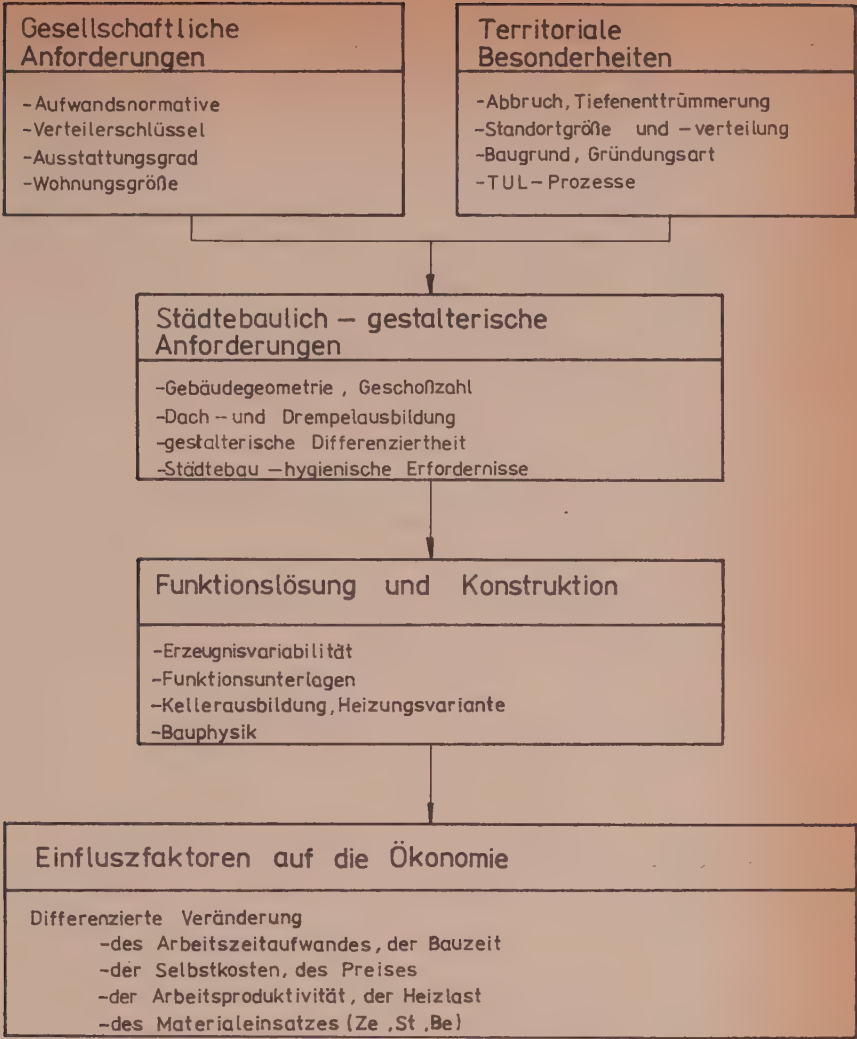 Gesellschaftliche
Anforderungen
-Aufwandsnormative
-Verteilerschlüssel
-Ausstattungsgrad
-Wohnungsgröße
Territoriale
Besonderheiten
-Abbruch, Tiefenenttrümmerung
-Standortgröße und -verteilung
-Baugrund, Gründungsart
-TUL-Prozesse
Städtebaulich – gestalterische
Anforderungen
-Gebäudegeometrie, Geschoßzahl
-Dach- und Drempelausbildung
-gestalterische Differenziertheit
-Städtebau-hygienische Erfordernisse
Funktionslösung und Konstruktion
-Erzeugnisvariabilität
-Funktionsunterlagen
-Kellerausbildung, Heizungsvariante
-Bauphysik
Einfluszfaktoren auf die Ökonomie
Differenzierte Veränderung
-des Arbeitszeitaufwandes, der Bauzeit
-der Selbstkosten, des Preises
-der Arbeitsproduktivität, der Heizlast
-des Materialeinsatzes (Ze, St, Be)